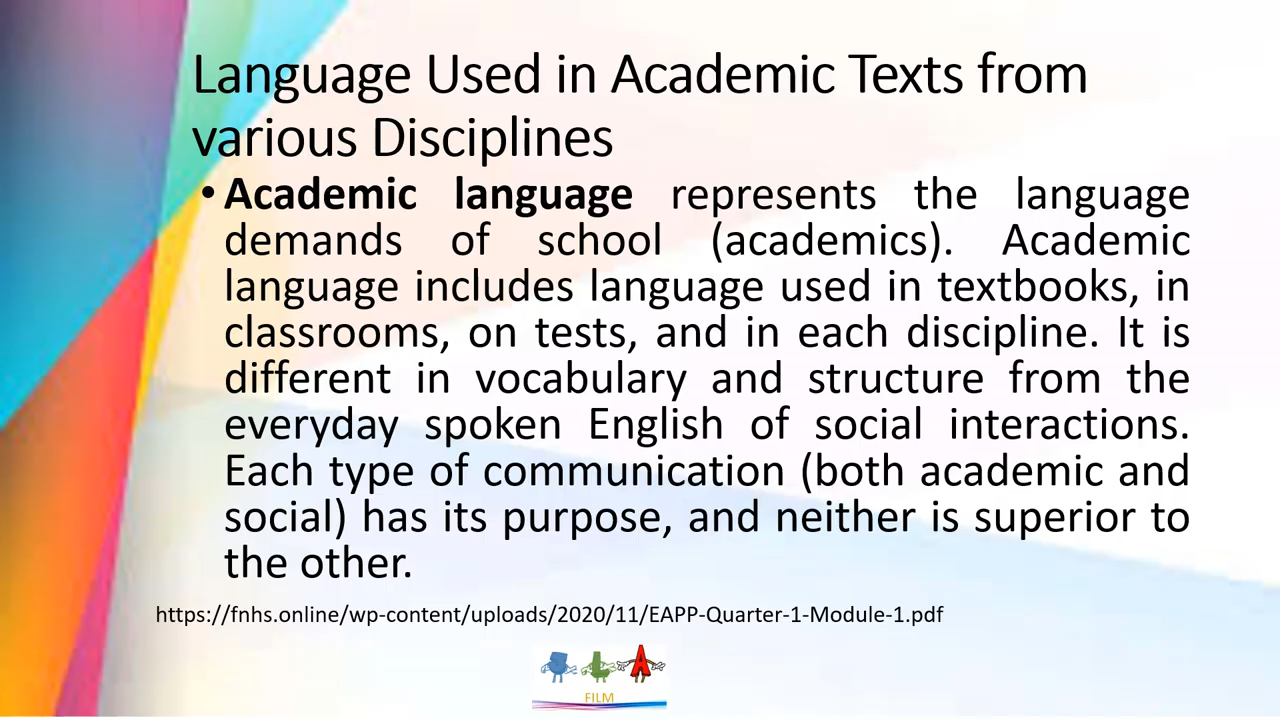 Language Used in Academic Texts from
various Disciplines
• Academic language represents the language
demands of school (academics). Academic
language includes language used in textbooks, in
classrooms, on tests, and in each discipline. It is
different in vocabulary and structure from the
everyday spoken English of social interactions.
Each type of communication (both academic and
social) has its purpose, and neither is superior to
the other.
https://fnhs.online/wp-content/uploads/2020/11/EAPP-Quarter-1-Module-1.pdf
A
FILM